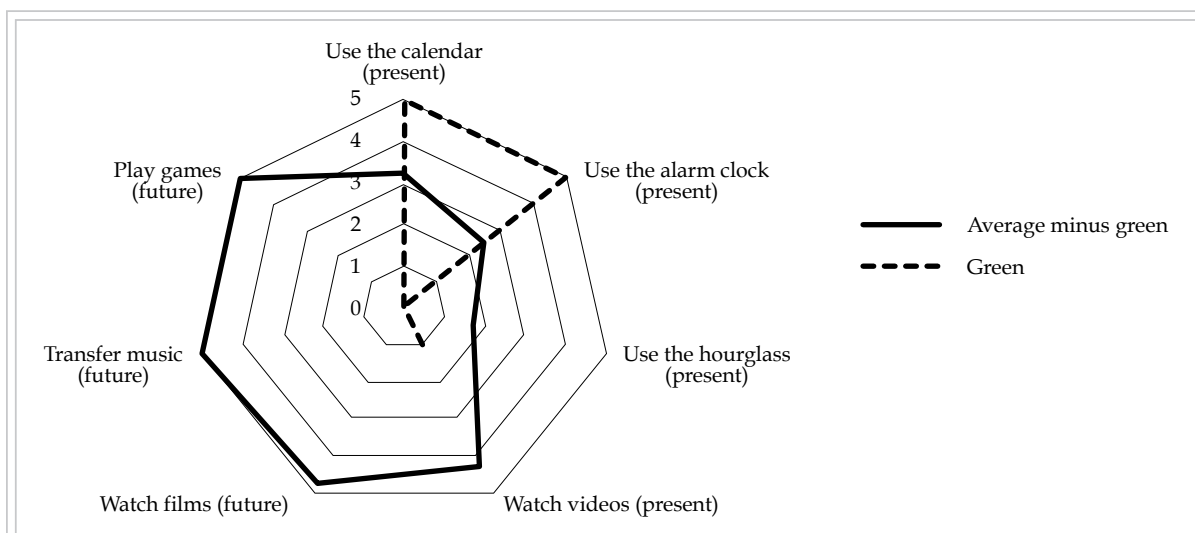 Use the calendar
(present)
5
4
3
2
1
0
Play games
(future)
Use the alarm clock
(present)
Transfer music
(future)
Use the hourglass
(present)
Watch films (future)
Watch videos (present)
Average minus green
Green